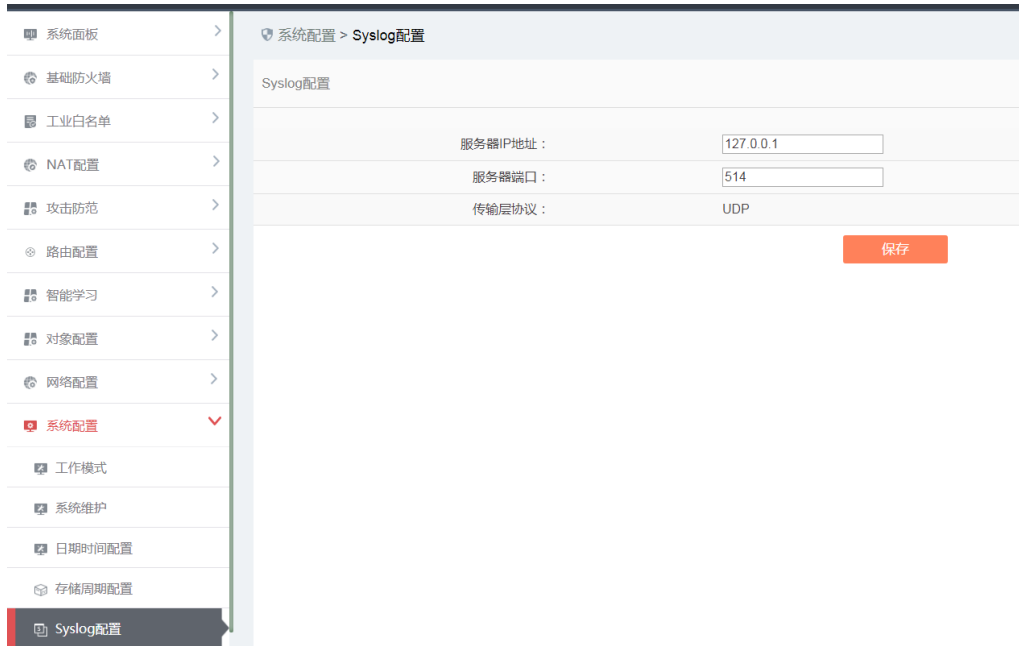 系统面板
基础防火墙
工业白名单
NAT配置
攻击防范
路由配置
智能学习
对象配置
网络配置
系统配置
工作模式
系统维护
日期时间配置
存储周期配置
Syslog配置
系统配置 > Syslog配置
Syslog配置
服务器IP地址： 127.0.0.1
服务器端口： 514
传输层协议： UDP
保存